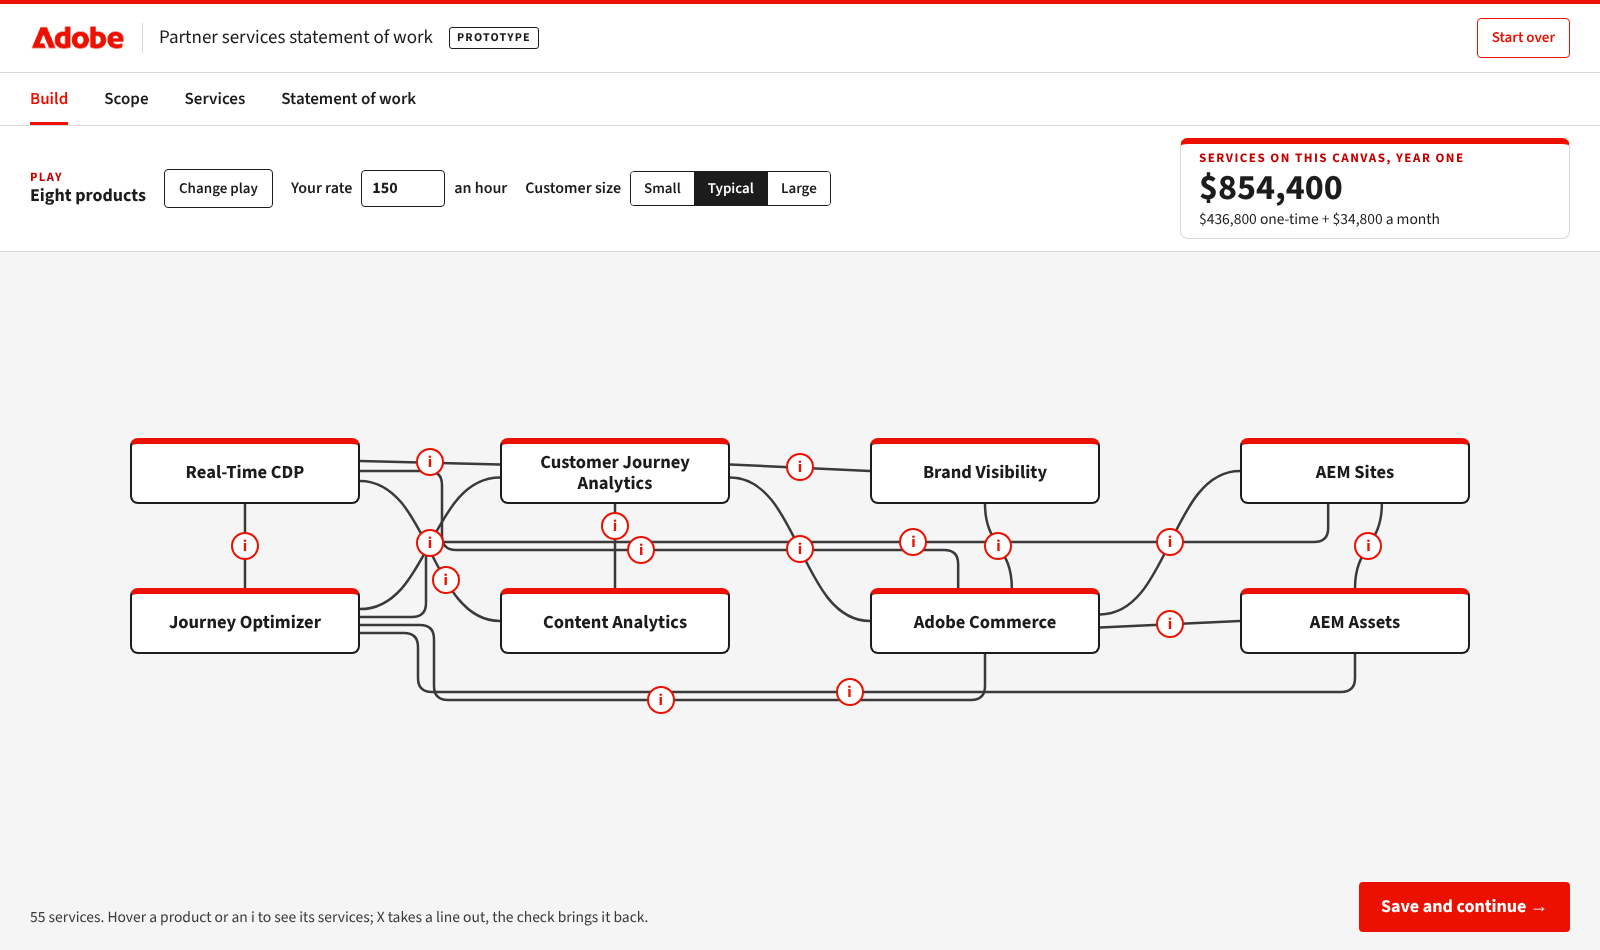 Adobe
Partner services statement of work
PROTOTYPE
Start over
Build
Scope
Services
Statement of work
PLAY
Eight products
Change play
Your rate
150
an hour
Customer size
Small
Typical
Large
SERVICES ON THIS CANVAS, YEAR ONE
$854,400
$436,800 one-time + $34,800 a month
Real-Time CDP
i
Customer Journey
Analytics
i
Brand Visibility
AEM Sites
i
i
i
i
i
i
i
i
i
i
i
Journey Optimizer
Content Analytics
Adobe Commerce
i
AEM Assets
i
i
55 services. Hover a product or an i to see its services; X takes a line out, the check brings it back.
Save and continue →